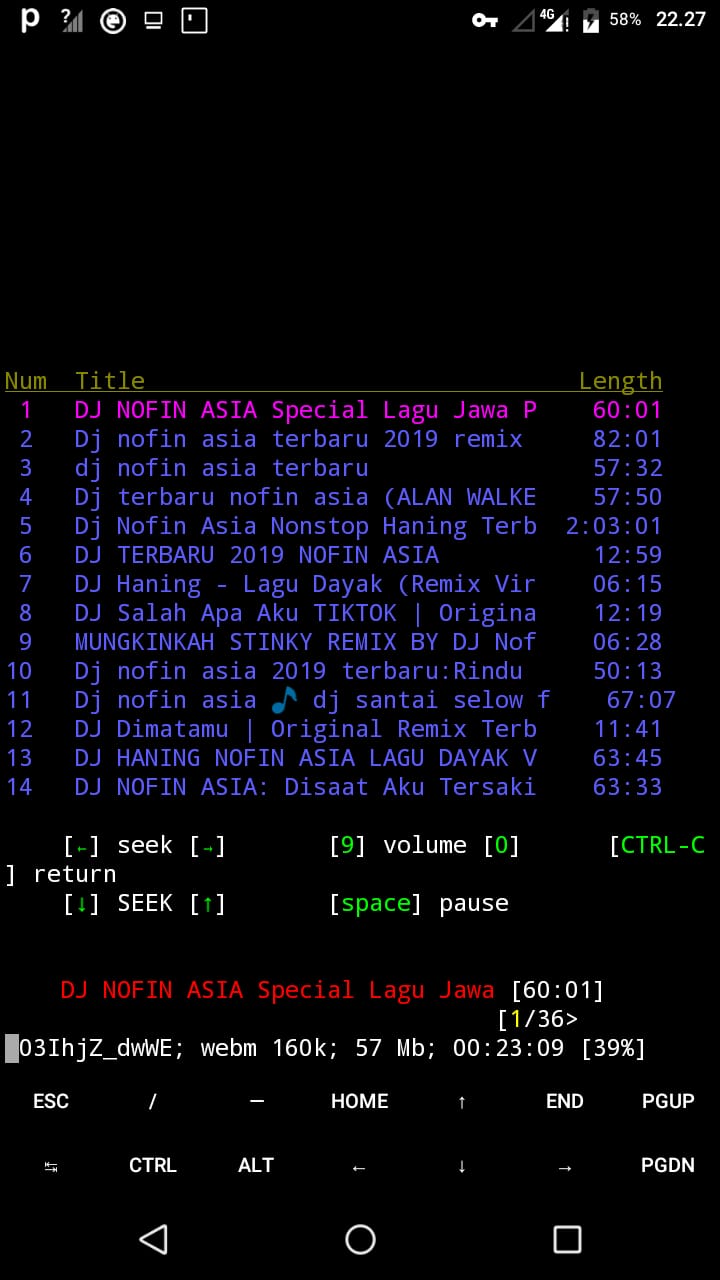 p ? 4G ! 58% 22.27
Num Title Length
1 DJ NOFIN ASIA Special Lagu Jawa P 60:01
2 Dj nofin asia terbaru 2019 remix 82:01
3 dj nofin asia terbaru 57:32
4 Dj terbaru nofin asia (ALAN WALKE 57:50
5 Dj Nofin Asia Nonstop Haning Terb 2:03:01
6 DJ TERBARU 2019 NOFIN ASIA 12:59
7 DJ Haning - Lagu Dayak (Remix Vir 06:15
8 DJ Salah Apa Aku TIKTOK | Origina 12:19
9 MUNGKINKAH STINKY REMIX BY DJ Nof 06:28
10 Dj nofin asia 2019 terbaru:Rindu 50:13
11 Dj nofin asia 🎵 dj santai selow f 67:07
12 DJ Dimatamu | Original Remix Terb 11:41
13 DJ HANING NOFIN ASIA LAGU DAYAK V 63:45
14 DJ NOFIN ASIA: Disaat Aku Tersaki 63:33
[←] seek [→] [9] volume [0] [CTRL-C
] return
[↓] SEEK [↑] [space] pause
DJ NOFIN ASIA Special Lagu Jawa [60:01]
[1/36>
03IhjZ_dwWE; webm 160k; 57 Mb; 00:23:09 [39%]
ESC / — HOME ↑ END PGUP
↹ CTRL ALT ← ↓ → PGDN